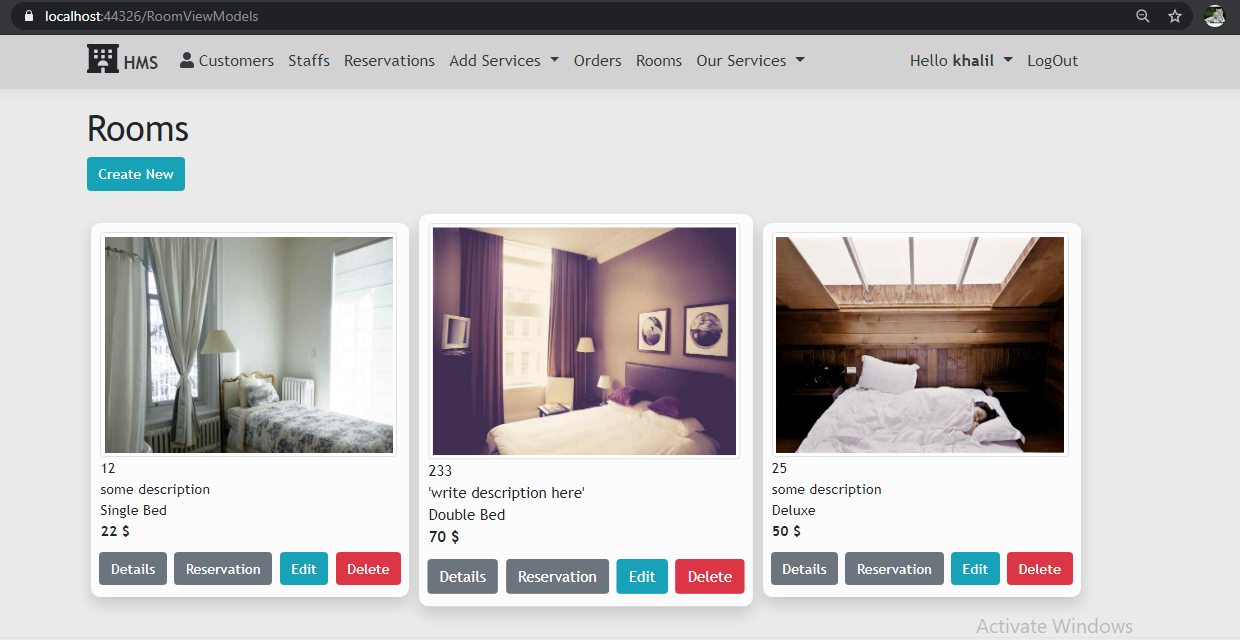 localhost:44326/RoomViewModels
HMS Customers Staffs Reservations Add Services Orders Rooms Our Services Hello khalil LogOut
Rooms
Create New
12
some description
Single Bed
22 $
Details Reservation Edit Delete
233
'write description here'
Double Bed
70 $
Details Reservation Edit Delete
25
some description
Deluxe
50 $
Details Reservation Edit Delete
Activate Windows